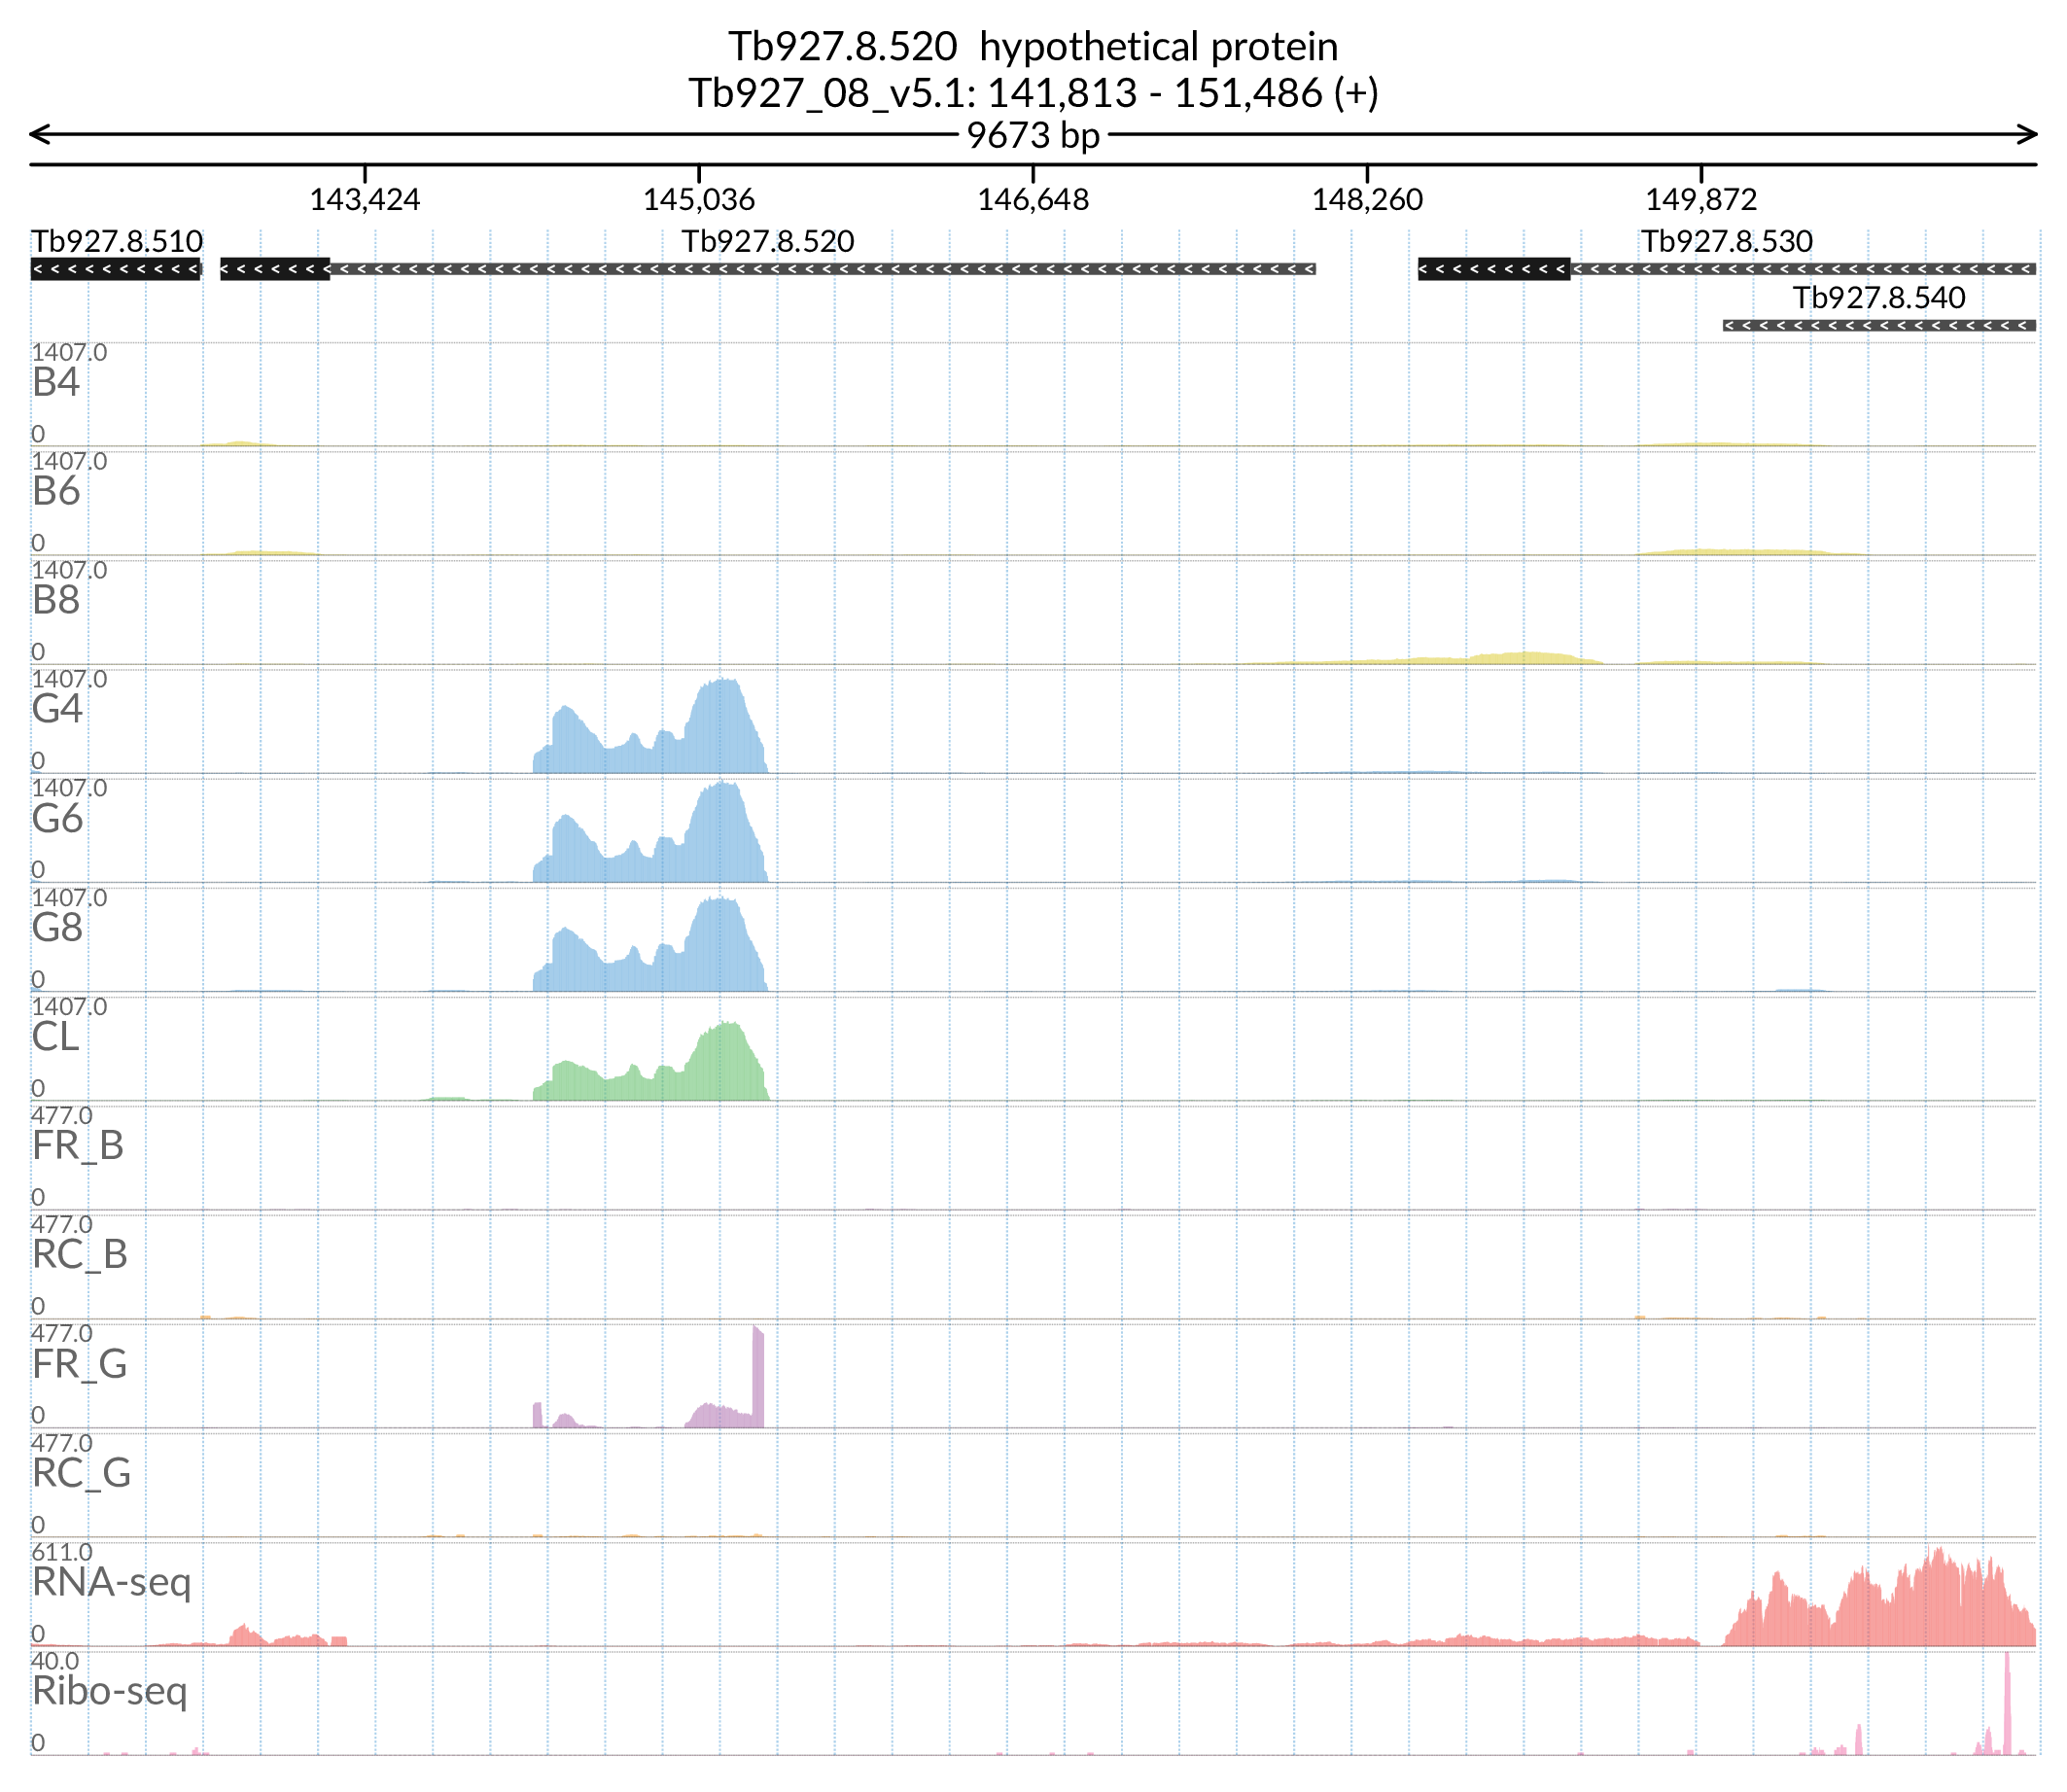 Tb927.8.520 hypothetical protein
Tb927_08_v5.1: 141,813 - 151,486 (+)
9673 bp
143,424 145,036 146,648 148,260 149,872
Tb927.8.510 Tb927.8.520 Tb927.8.530
Tb927.8.540
1407.0
B4
0
1407.0
B6
0
1407.0
B8
0
1407.0
G4
0
1407.0
G6
0
1407.0
G8
0
1407.0
CL
0
477.0
FR_B
0
477.0
RC_B
0
477.0
FR_G
0
477.0
RC_G
0
611.0
RNA-seq
0
40.0
Ribo-seq
0